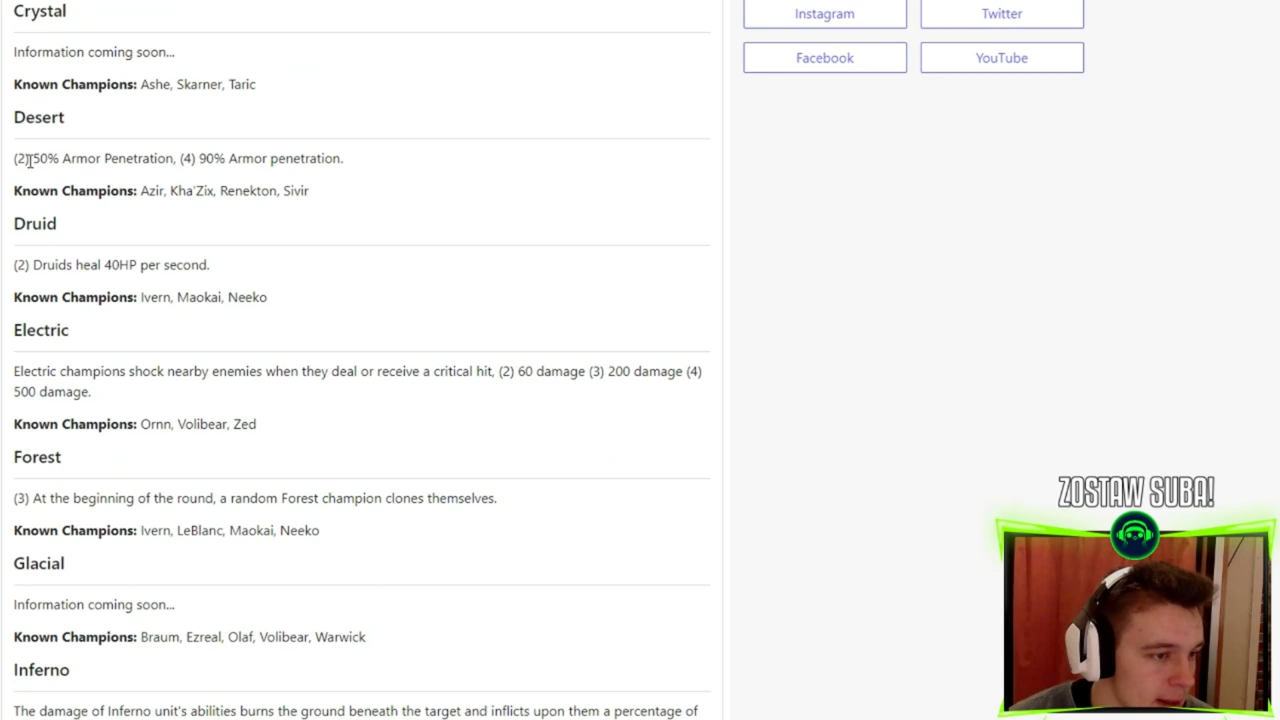 Crystal
Information coming soon...
Known Champions: Ashe, Skarner, Taric
Desert
(2) 50% Armor Penetration, (4) 90% Armor penetration.
Known Champions: Azir, Kha'Zix, Renekton, Sivir
Druid
(2) Druids heal 40HP per second.
Known Champions: Ivern, Maokai, Neeko
Electric
Electric champions shock nearby enemies when they deal or receive a critical hit, (2) 60 damage (3) 200 damage (4)
500 damage.
Known Champions: Ornn, Volibear, Zed
Forest
(3) At the beginning of the round, a random Forest champion clones themselves.
Known Champions: Ivern, LeBlanc, Maokai, Neeko
Glacial
Information coming soon...
Known Champions: Braum, Ezreal, Olaf, Volibear, Warwick
Inferno
The damage of Inferno unit's abilities burns the ground beneath the target and inflicts upon them a percentage of
Instagram
Twitter
Facebook
YouTube
ZOSTAW SUBA!